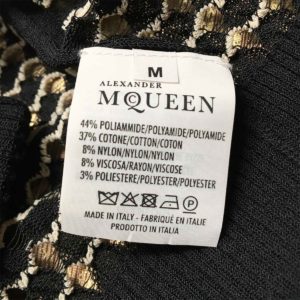 M
ALEXANDER
McQUEEN
44% POLIAMMIDE/POLYAMIDE/POLYAMIDE
37% COTONE/COTTON/COTON
8% NYLON/NYLON/NYLON
8% VISCOSA/RAYON/VISCOSE
3% POLIESTERE/POLYESTER/POLYESTER
MADE IN ITALY - FABRIQUÉ EN ITALIE
PRODOTTO IN ITALIA